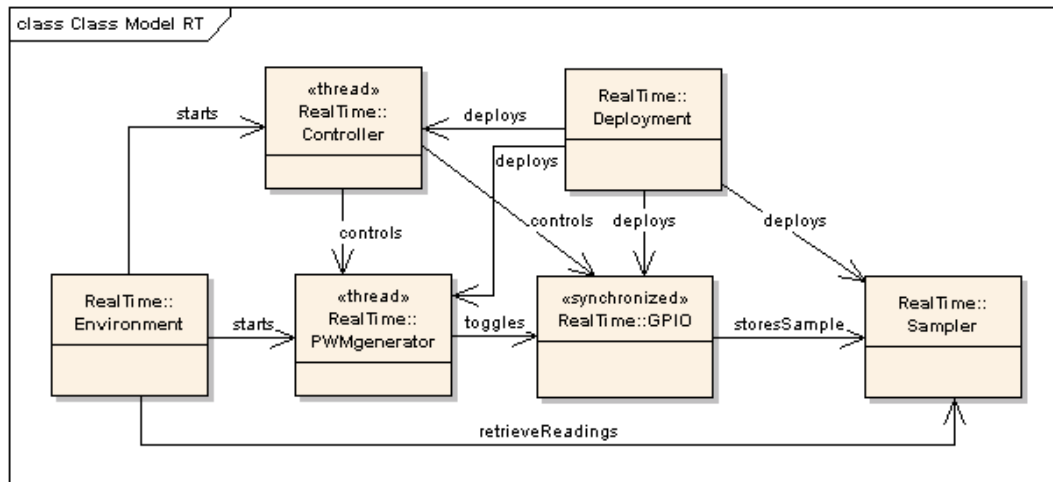 class Class Model RT
«thread»
RealTime::
Controller
RealTime::
Deployment
starts
deploys
deploys
controls
controls
deploys
deploys
RealTime::
Environment
starts
«thread»
RealTime::
PWMgenerator
toggles
«synchronized»
RealTime::GPIO
storesSample
RealTime::
Sampler
retrieveReadings